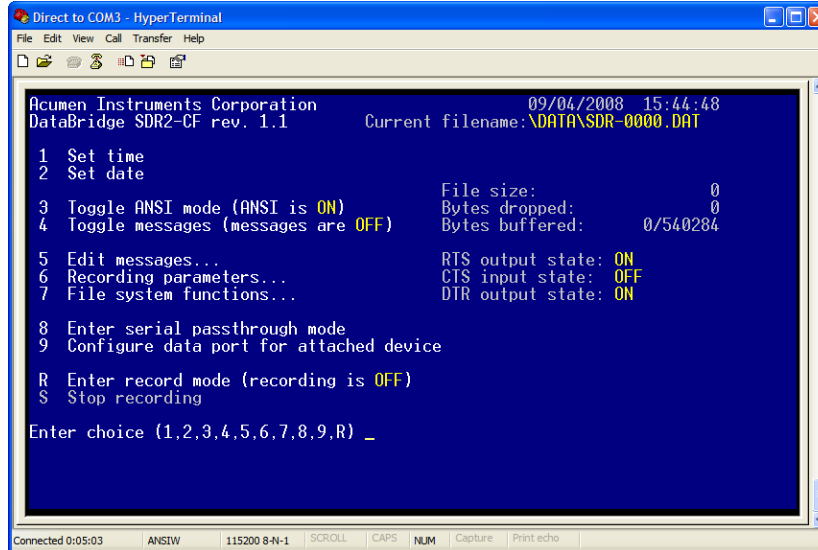 Direct to COM3 - HyperTerminal
File Edit View Call Transfer Help
Acumen Instruments Corporation 09/04/2008 15:44:48
DataBridge SDR2-CF rev. 1.1 Current filename:\DATA\SDR-0000.DAT
1 Set time
2 Set date
File size: 0
3 Toggle ANSI mode (ANSI is ON) Bytes dropped: 0
4 Toggle messages (messages are OFF) Bytes buffered: 0/540284
5 Edit messages... RTS output state: ON
6 Recording parameters... CTS input state: OFF
7 File system functions... DTR output state: ON
8 Enter serial passthrough mode
9 Configure data port for attached device
R Enter record mode (recording is OFF)
S Stop recording
Enter choice (1,2,3,4,5,6,7,8,9,R) _
Connected 0:05:03 ANSIW 115200 8-N-1 SCROLL CAPS NUM Capture Print echo